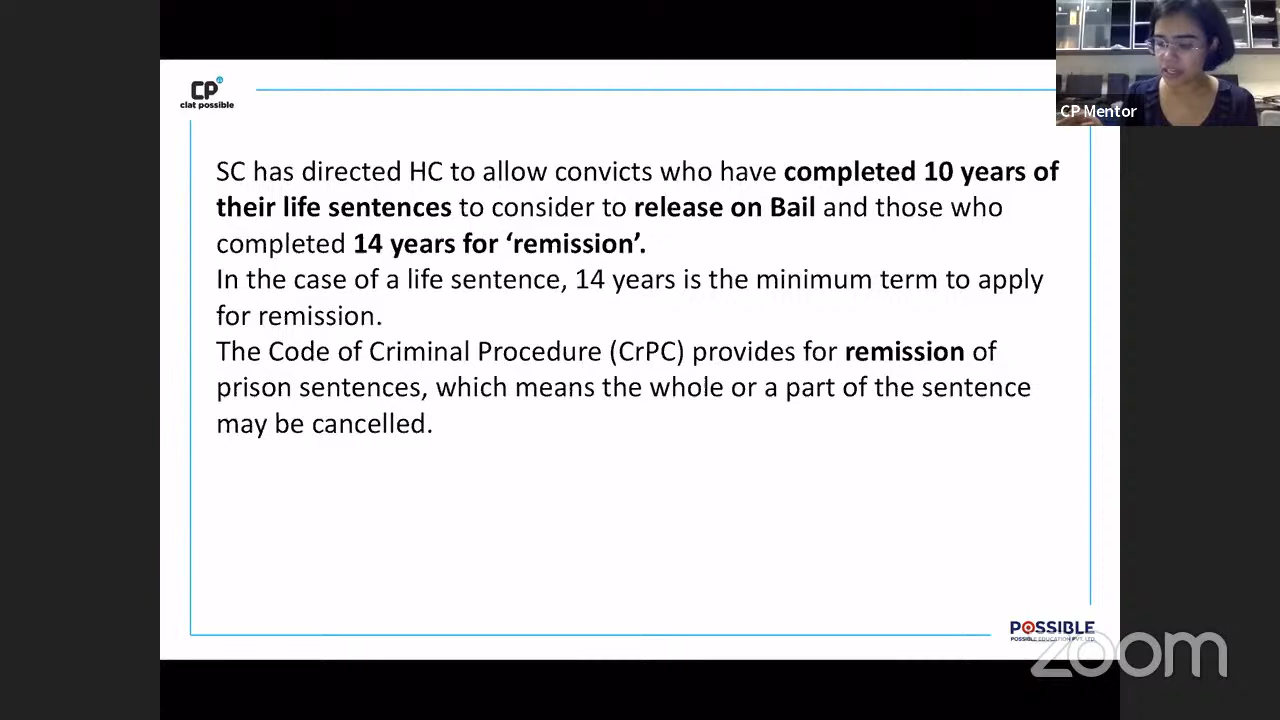 CP
clat possible
CP Mentor
SC has directed HC to allow convicts who have completed 10 years of
their life sentences to consider to release on Bail and those who
completed 14 years for ‘remission’.
In the case of a life sentence, 14 years is the minimum term to apply
for remission.
The Code of Criminal Procedure (CrPC) provides for remission of
prison sentences, which means the whole or a part of the sentence
may be cancelled.
POSSIBLE
POSSIBLE EDUCATION PVT. LTD.
zoom